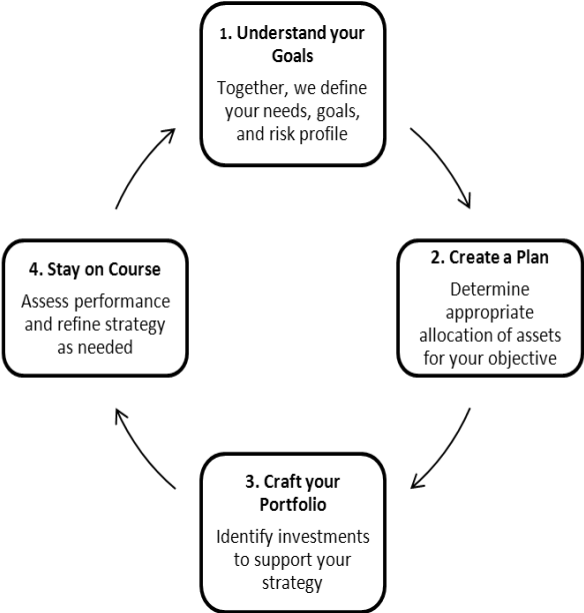 1. Understand your
Goals
Together, we define
your needs, goals,
and risk profile
2. Create a Plan
Determine
appropriate
allocation of assets
for your objective
3. Craft your
Portfolio
Identify investments
to support your
strategy
4. Stay on Course
Assess performance
and refine strategy
as needed